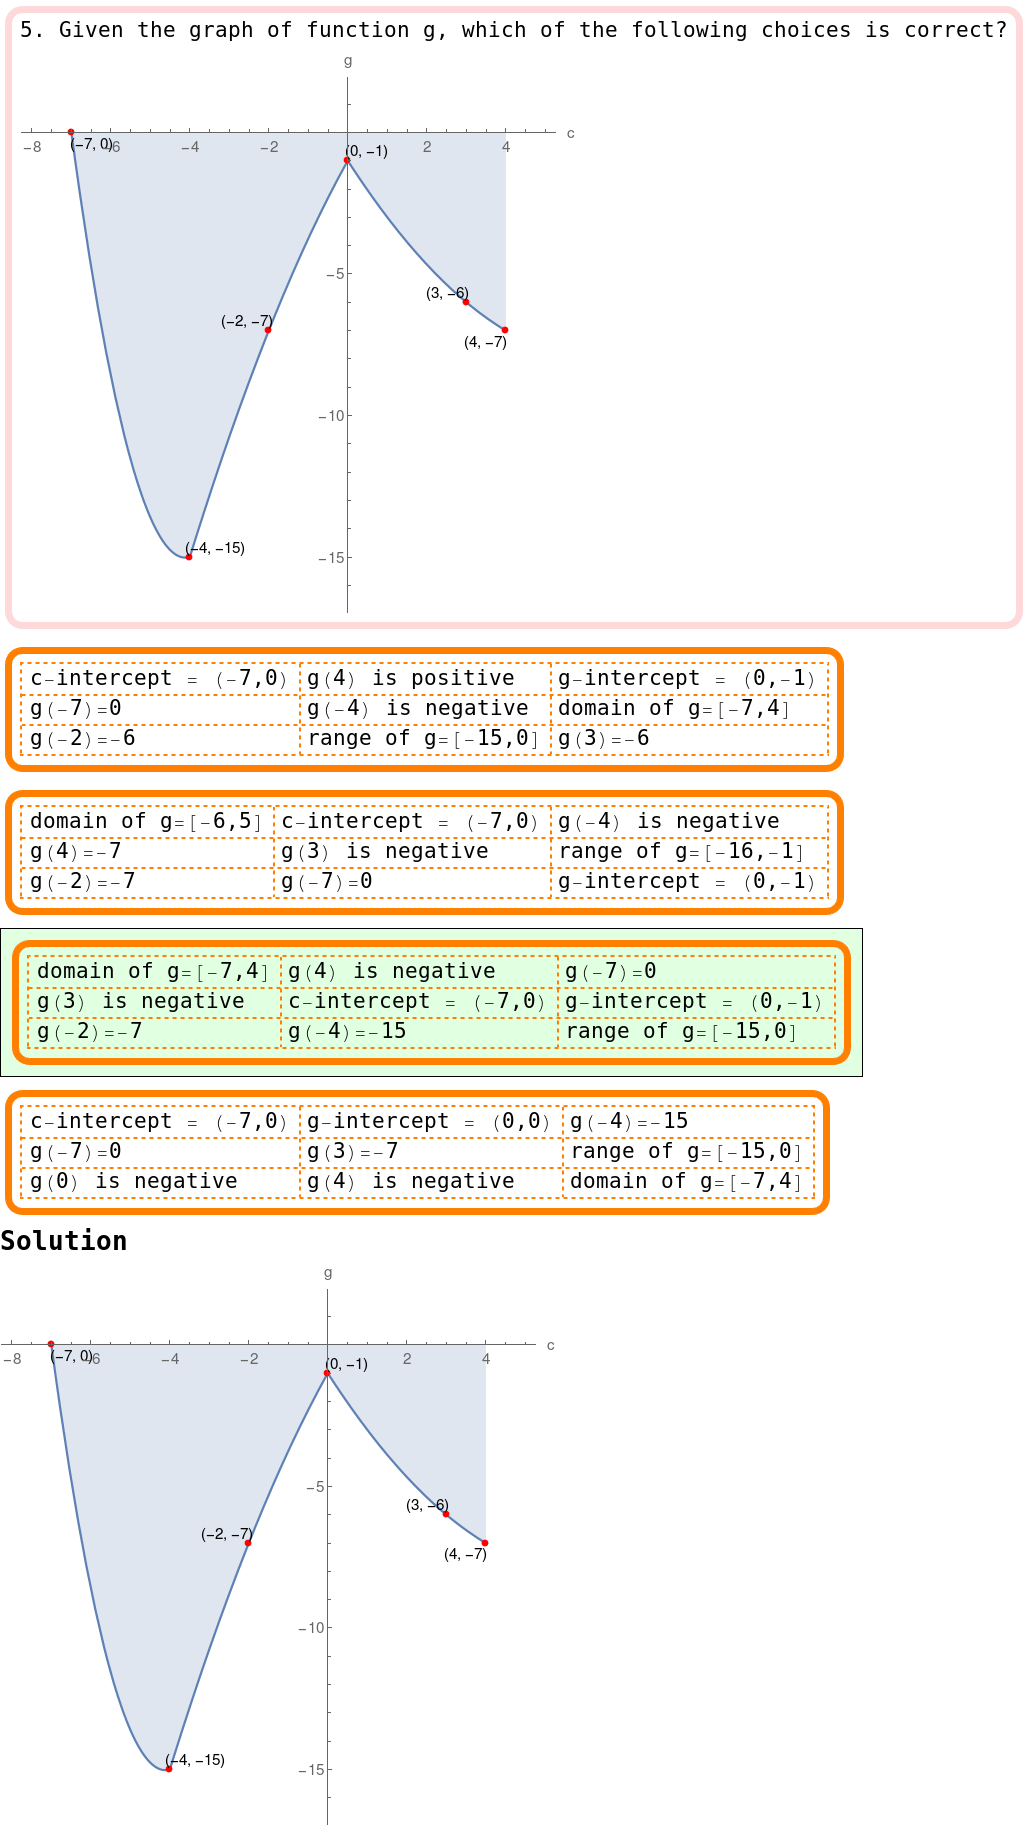 5. Given the graph of function g, which of the following choices is correct?
g
c
−8 −6 −4 −2 2 4
(−7, 0)
(0, −1)
−5
(3, −6)
(−2, −7)
(4, −7)
−10
(−4, −15)
−15
c-intercept = (-7,0) g(4) is positive g-intercept = (0,-1)
g(-7)=0 g(-4) is negative domain of g=[-7,4]
g(-2)=-6 range of g=[-15,0] g(3)=-6
domain of g=[-6,5] c-intercept = (-7,0) g(-4) is negative
g(4)=-7 g(3) is negative range of g=[-16,-1]
g(-2)=-7 g(-7)=0 g-intercept = (0,-1)
domain of g=[-7,4] g(4) is negative g(-7)=0
g(3) is negative c-intercept = (-7,0) g-intercept = (0,-1)
g(-2)=-7 g(-4)=-15 range of g=[-15,0]
c-intercept = (-7,0) g-intercept = (0,0) g(-4)=-15
g(-7)=0 g(3)=-7 range of g=[-15,0]
g(0) is negative g(4) is negative domain of g=[-7,4]
Solution
g
c
−8 −6 −4 −2 2 4
(−7, 0)
(0, −1)
−5
(3, −6)
(−2, −7)
(4, −7)
−10
(−4, −15)
−15